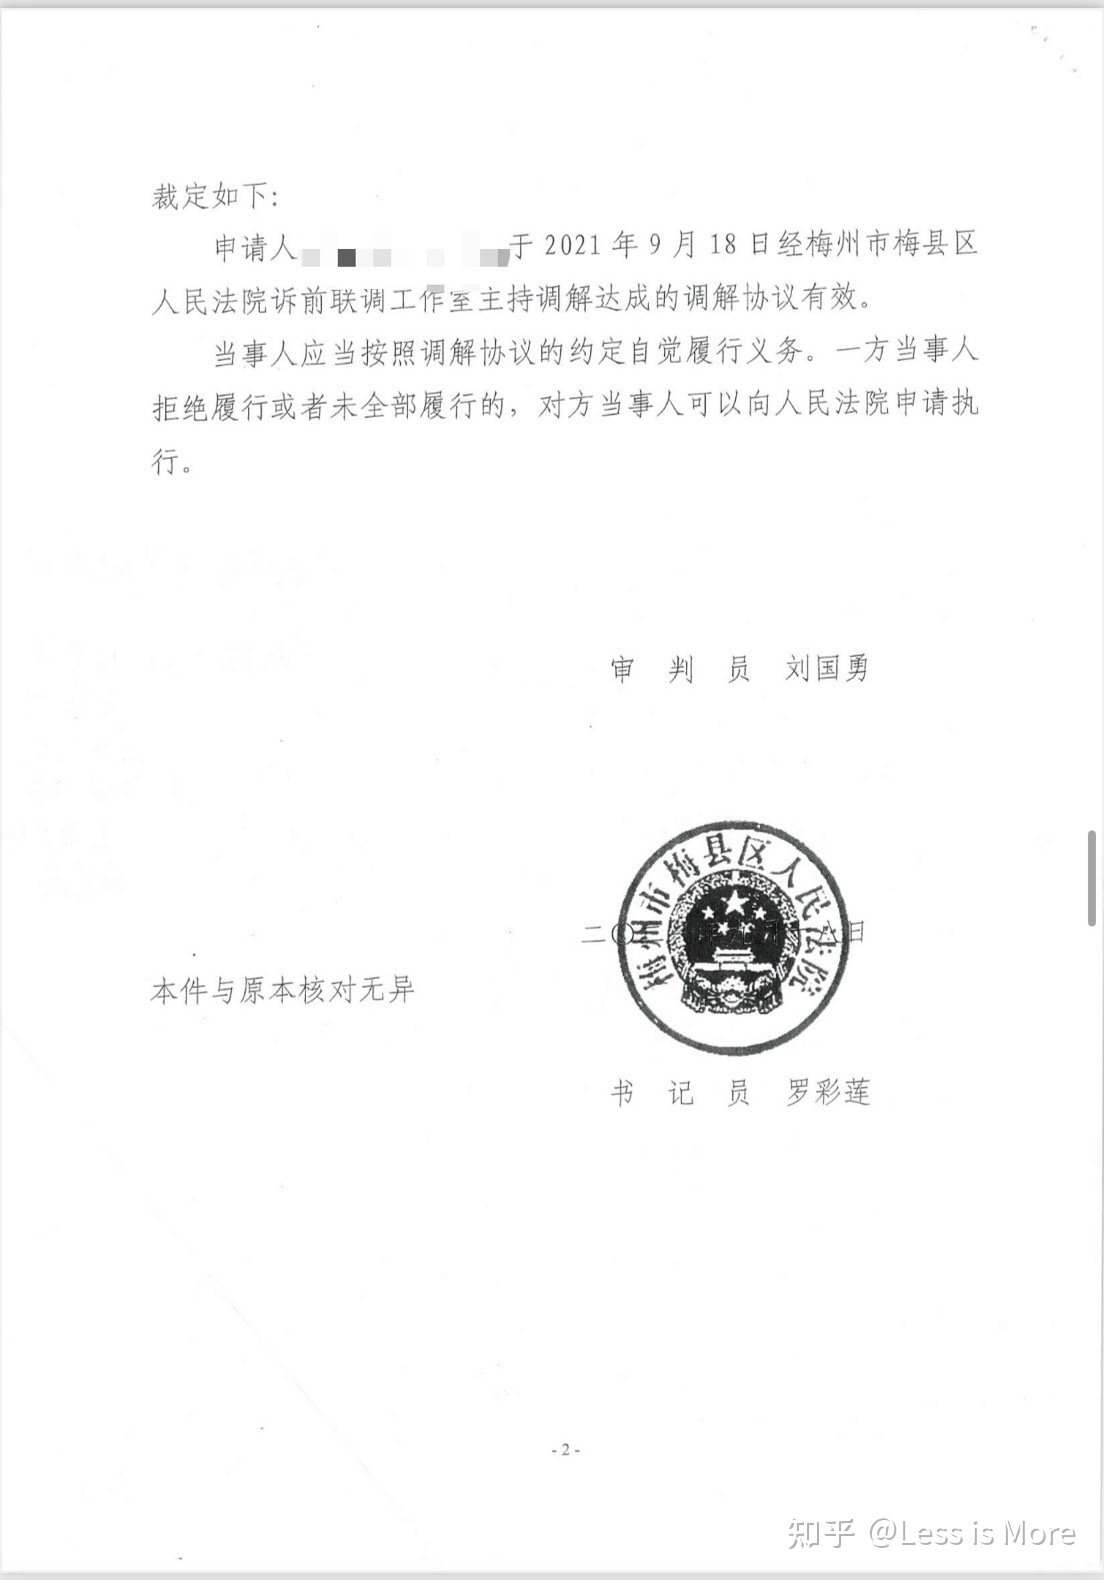 裁定如下：
申请人 于 2021 年 9 月 18 日经梅州市梅县区
人民法院诉前联调工作室主持调解达成的调解协议有效。
当事人应当按照调解协议的约定自觉履行义务。一方当事人
拒绝履行或者未全部履行的，对方当事人可以向人民法院申请执
行。
审 判 员 刘国勇
梅州市梅县区人民法院
二〇 日
本件与原本核对无异
书 记 员 罗彩莲
- 2 -
知乎 @Less is More